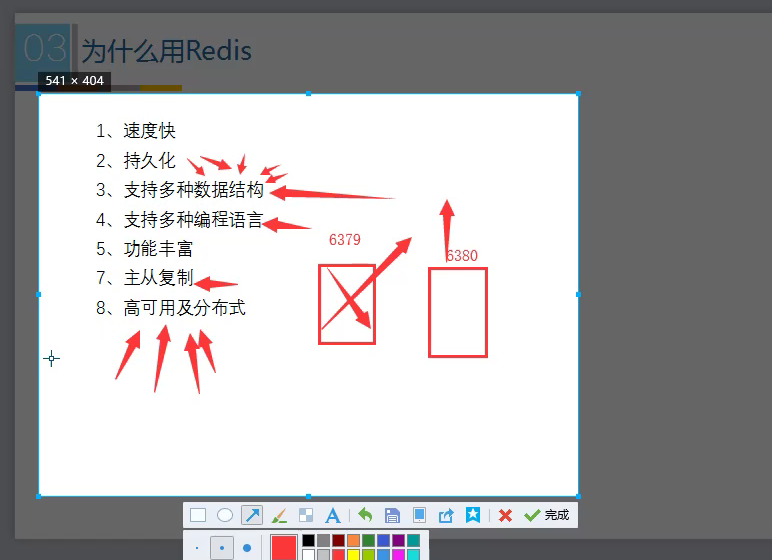 03 为什么用Redis
541 × 404
1、速度快
2、持久化
3、支持多种数据结构
4、支持多种编程语言
5、功能丰富
7、主从复制
8、高可用及分布式
6379
6380
A
完成